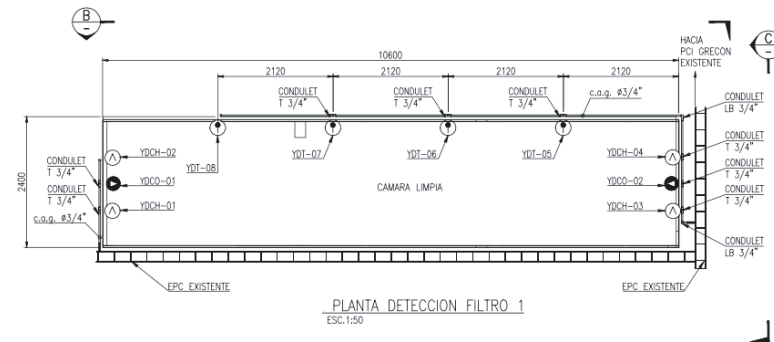 B
-
HACIA
PCI GRECON
EXISTENTE
C
-
10600
2120
2120
2120
2120
CONDULET
T 3/4"
CONDULET
T 3/4"
CONDULET
T 3/4"
c.a.g. Ø3/4"
CONDULET
LB 3/4"
2400
YDCH-02
YDT-08
YDT-07
YDT-06
YDT-05
YDCH-04
CONDULET
T 3/4"
CONDULET
T 3/4"
YDCO-01
CAMARA LIMPIA
YDCO-02
CONDULET
T 3/4"
CONDULET
T 3/4"
YDCH-01
YDCH-03
CONDULET
T 3/4"
c.a.g. Ø3/4"
CONDULET
LB 3/4"
EPC EXISTENTE
EPC EXISTENTE
PLANTA DETECCION FILTRO 1
ESC.1:50